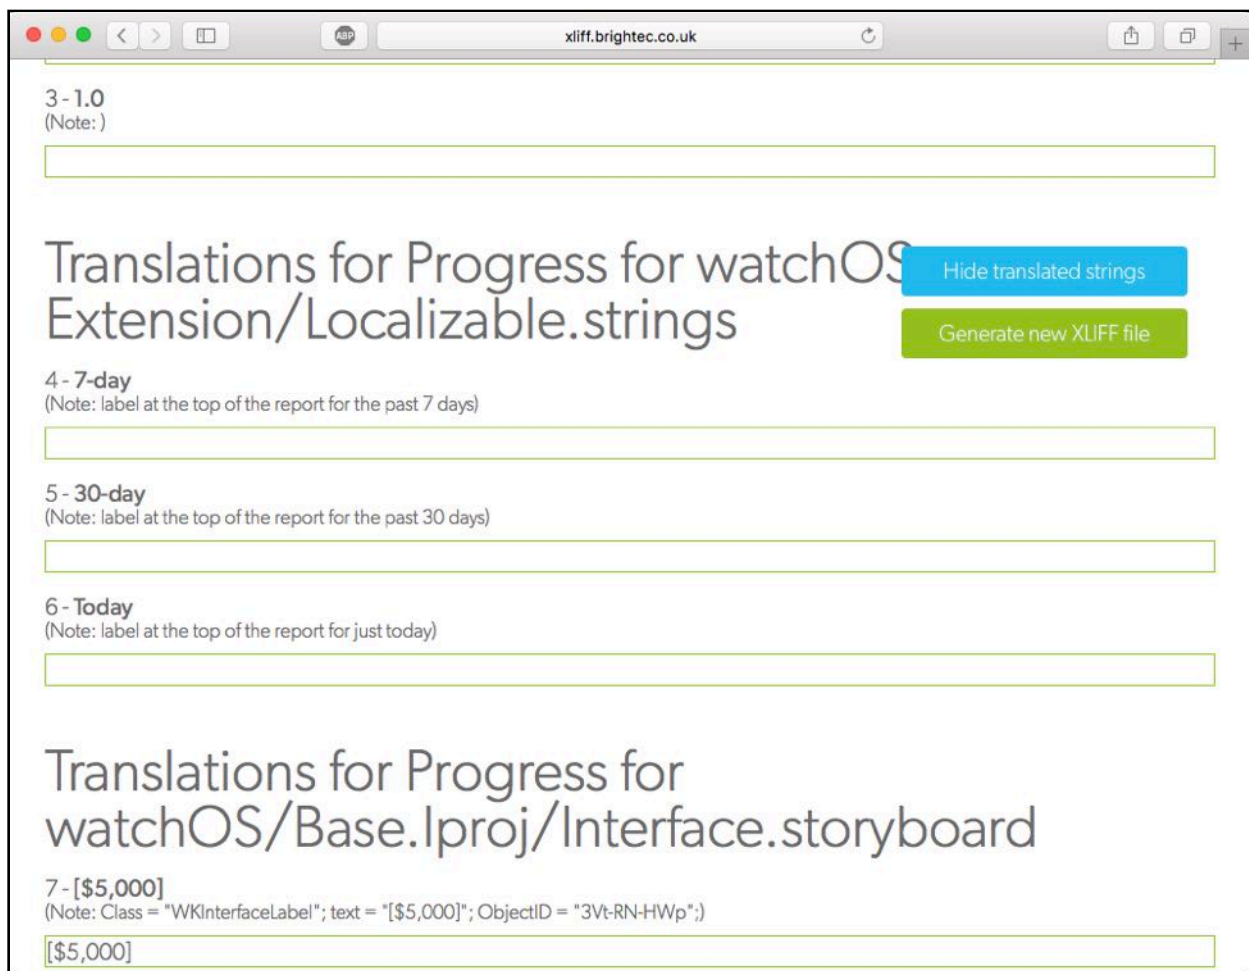 ABP
xliff.brightec.co.uk
3 - 1.0
(Note: )
Translations for Progress for watchOS
Extension/Localizable.strings
Hide translated strings
Generate new XLIFF file
4 - 7-day
(Note: label at the top of the report for the past 7 days)
5 - 30-day
(Note: label at the top of the report for the past 30 days)
6 - Today
(Note: label at the top of the report for just today)
Translations for Progress for
watchOS/Base.lproj/Interface.storyboard
7 - [$5,000]
(Note: Class = "WKInterfaceLabel"; text = "[$5,000]"; ObjectID = "3Vt-RN-HWp";)
[$5,000]